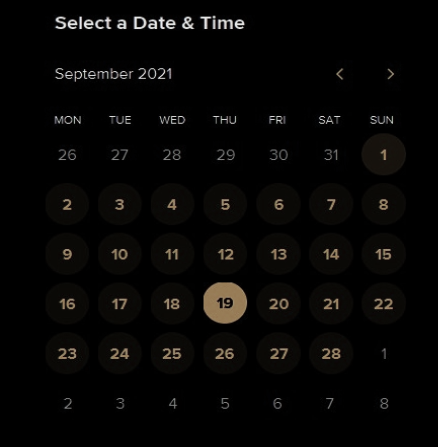 Select a Date & Time
September 2021
MON TUE WED THU FRI SAT SUN
26 27 28 29 30 31 1
2 3 4 5 6 7 8
9 10 11 12 13 14 15
16 17 18 19 20 21 22
23 24 25 26 27 28 1
2 3 4 5 6 7 8